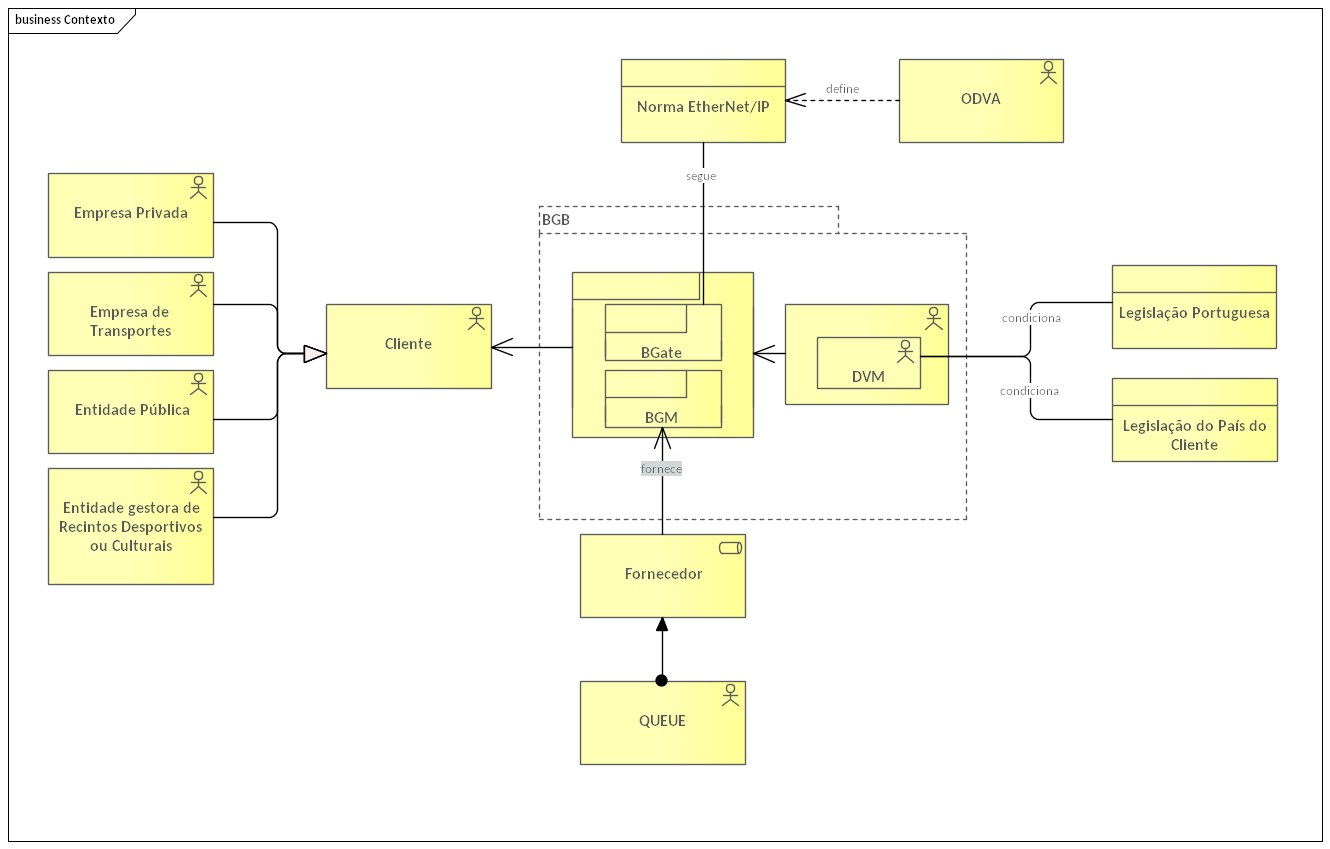 business Contexto
Norma EtherNet/IP
define
ODVA
segue
Empresa Privada
BGB
Empresa de
Transportes
Cliente
BGate
BGM
DVM
condiciona
Legislação Portuguesa
condiciona
Legislação do País do
Cliente
Entidade Pública
fornece
Entidade gestora de
Recintos Desportivos
ou Culturais
Fornecedor
QUEUE